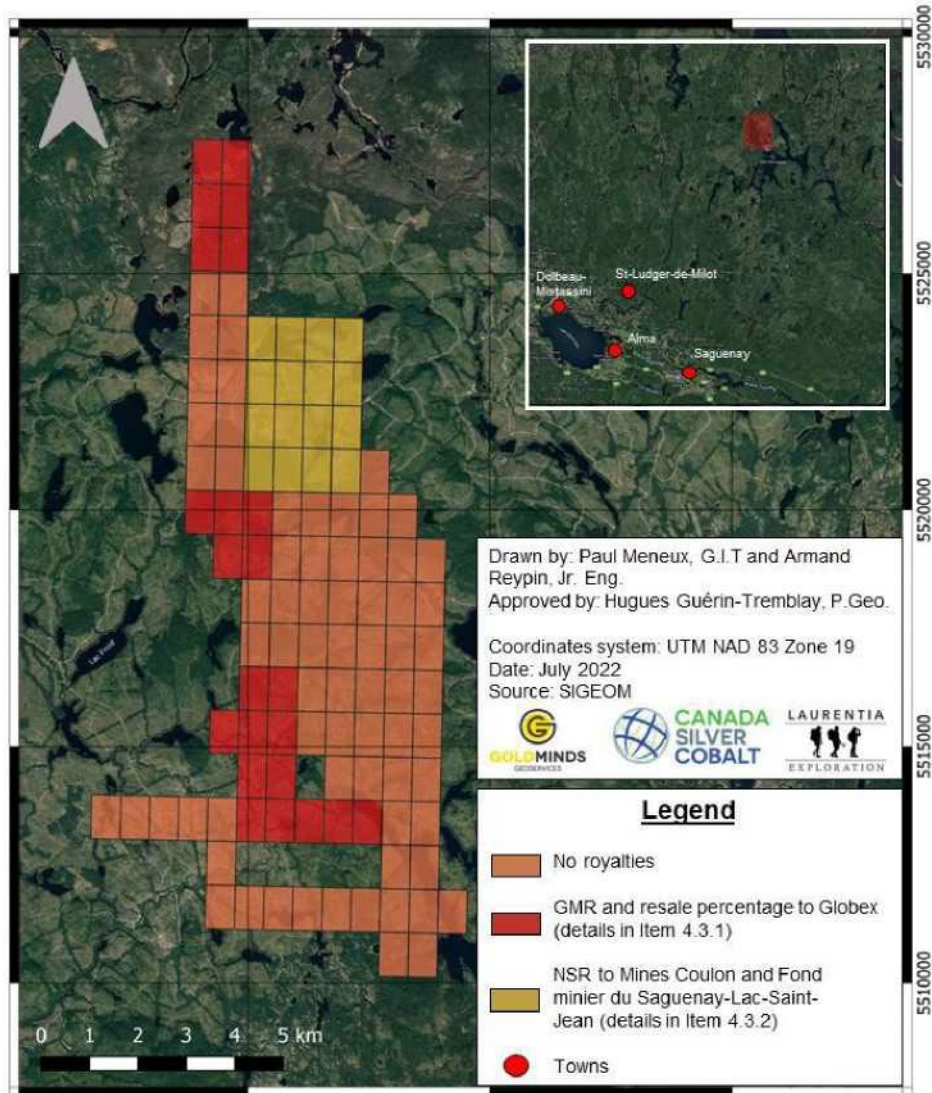 5530000
Dolbeau-
Mistassini
St-Ludger-de-Milot
Alma
Saguenay
5525000
5520000
Drawn by: Paul Meneux, G.I.T and Armand
Reypin, Jr. Eng.
Approved by: Hugues Guérin-Tremblay, P.Geo.
Coordinates system: UTM NAD 83 Zone 19
Date: July 2022
Source: SIGEOM
G
GOLDMINDS
GEOSERVICES
CANADA
SILVER
COBALT
LAURENTIA
EXPLORATION
5515000
Legend
No royalties
GMR and resale percentage to Globex
(details in Item 4.3.1)
NSR to Mines Coulon and Fond
minier du Saguenay-Lac-Saint-
Jean (details in Item 4.3.2)
Towns
5510000
0 1 2 3 4 5 km